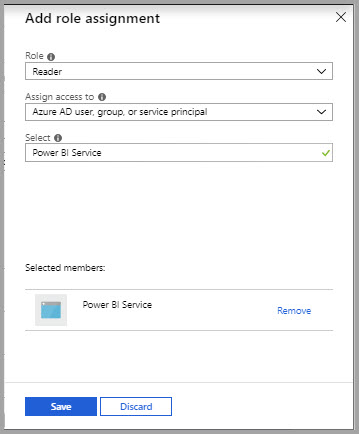 Add role assignment
Role
Reader
Assign access to
Azure AD user, group, or service principal
Select
Power BI Service
Selected members:
Power BI Service
Remove
Save
Discard